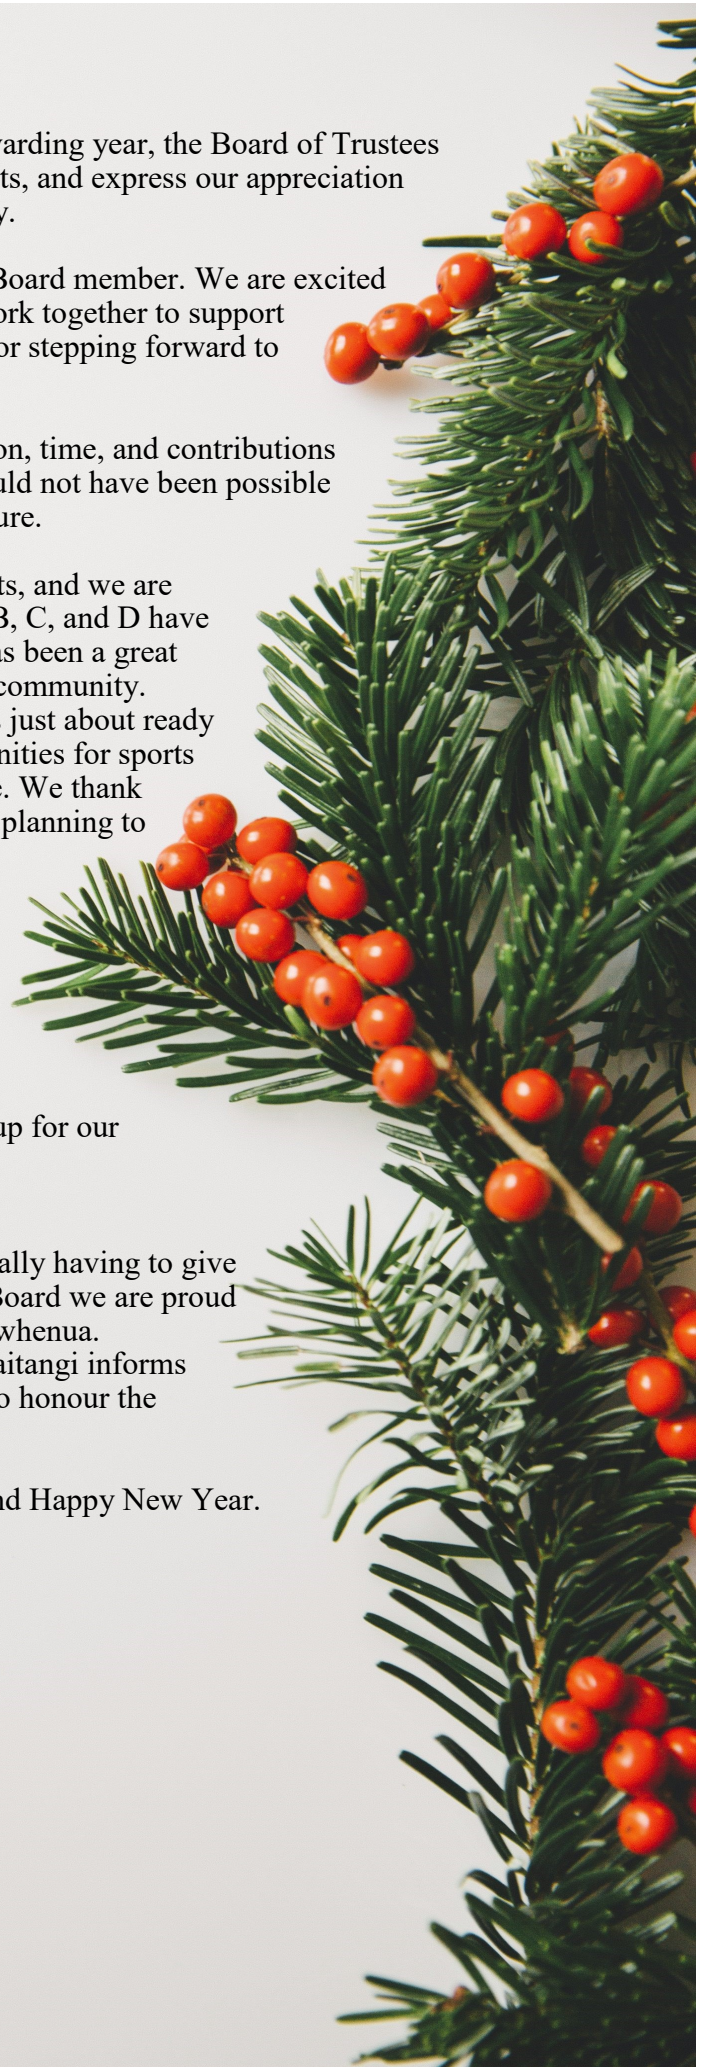 arding year, the Board of Trustees
ts, and express our appreciation
y.
Board member. We are excited
ork together to support
or stepping forward to
on, time, and contributions
uld not have been possible
ure.
ts, and we are
B, C, and D have
as been a great
community.
just about ready
nities for sports
e. We thank
planning to
up for our
ally having to give
Board we are proud
whenua.
aitangi informs
o honour the
nd Happy New Year.